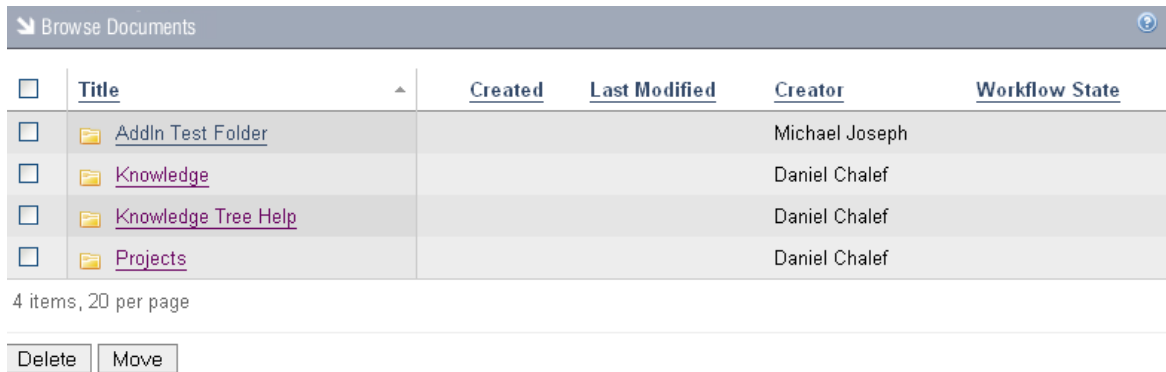 Browse Documents
Title Created Last Modified Creator Workflow State
AddIn Test Folder Michael Joseph
Knowledge Daniel Chalef
Knowledge Tree Help Daniel Chalef
Projects Daniel Chalef
4 items, 20 per page
Delete Move